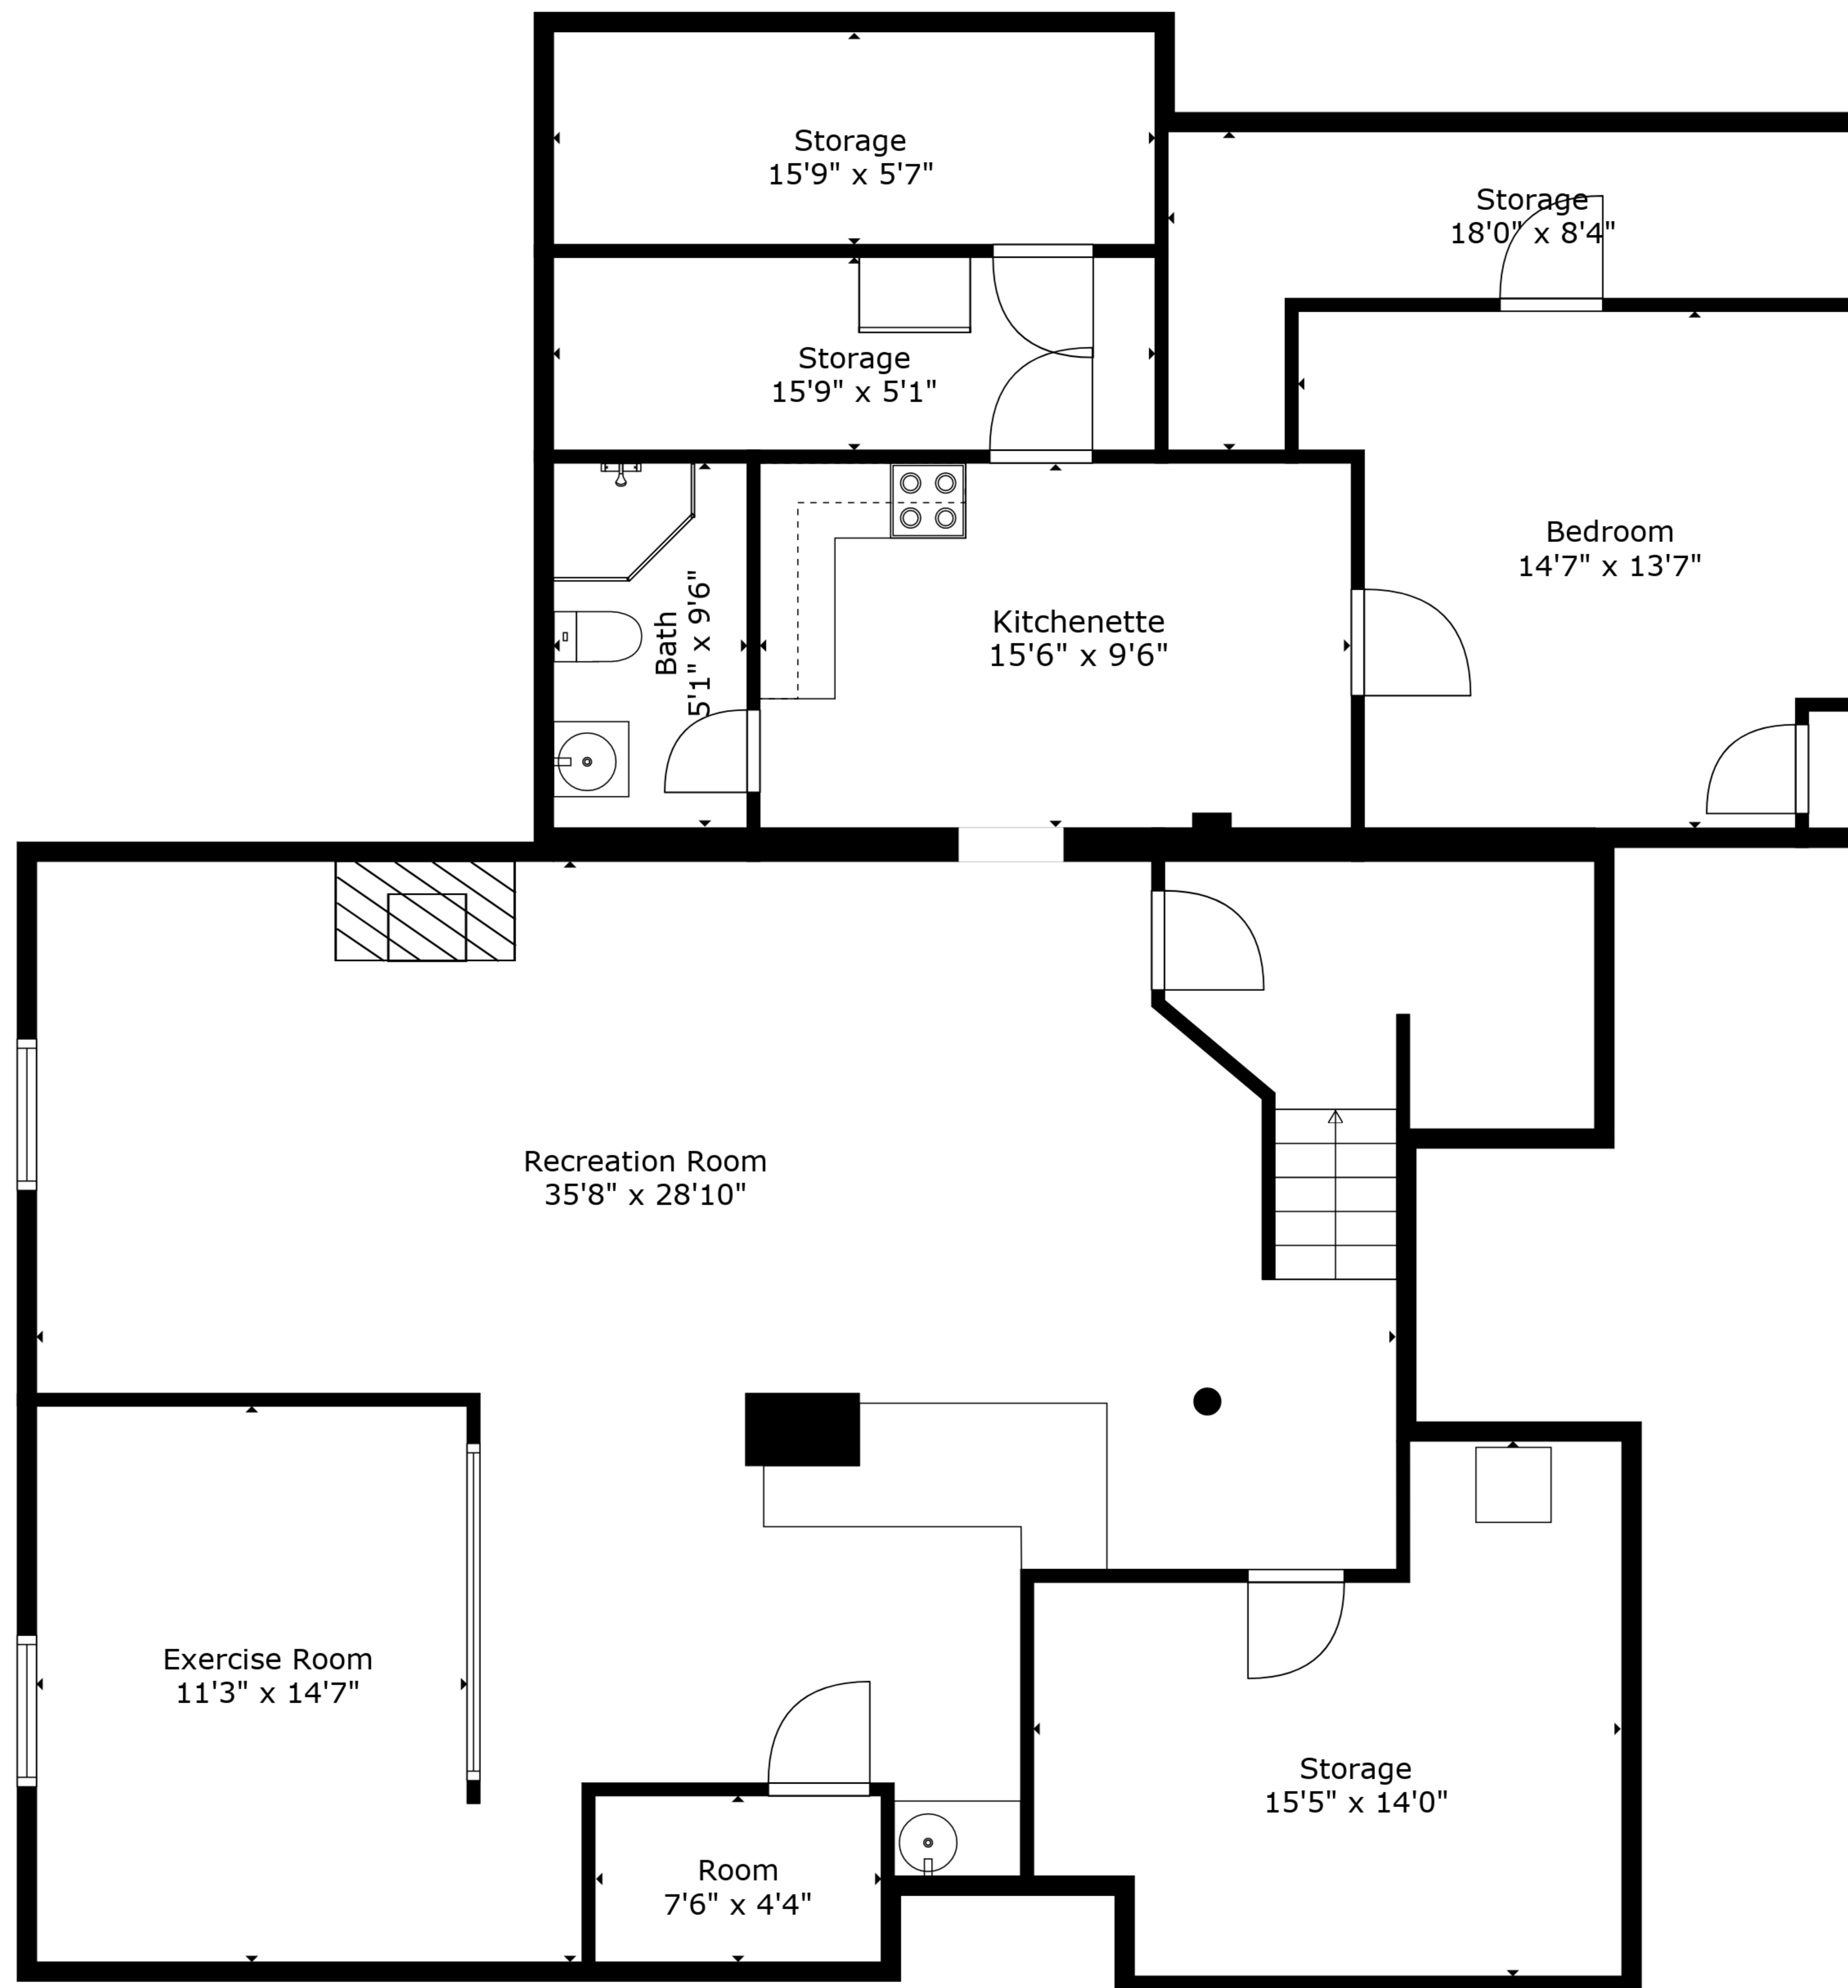 Storage
15'9" x 5'7"
Storage
18'0" x 8'4"
Storage
15'9" x 5'1"
Bedroom
14'7" x 13'7"
Bath
5'1" x 9'6"
Kitchenette
15'6" x 9'6"
Recreation Room
35'8" x 28'10"
Exercise Room
11'3" x 14'7"
Storage
15'5" x 14'0"
Room
7'6" x 4'4"